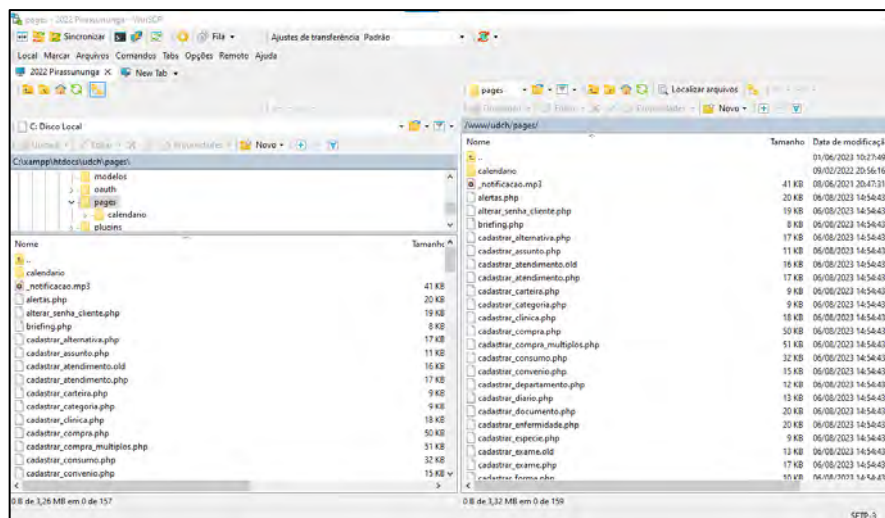 pages - 2022 Pirassununga - WinSCP
Sincronizar Fila Ajustes de transferência Padrão
Local Marcar Arquivos Comandos Tabs Opções Remoto Ajuda
2022 Pirassununga X New Tab
C: Disco Local
Novo
C:\xampp\htdocs\udch\pages\
modelos
oauth
pages
calendario
plugins
Nome Tamanho
..
calendario
_notificacao.mp3 41 KB
alertas.php 20 KB
alterar_senha_cliente.php 19 KB
briefing.php 8 KB
cadastrar_alternativa.php 17 KB
cadastrar_assunto.php 11 KB
cadastrar_atendimento.old 16 KB
cadastrar_atendimento.php 17 KB
cadastrar_carteira.php 9 KB
cadastrar_categoria.php 9 KB
cadastrar_clinica.php 18 KB
cadastrar_compra.php 50 KB
cadastrar_compra_multiplos.php 51 KB
cadastrar_consumo.php 32 KB
cadastrar_convenio.php 15 KB
0 B de 3,26 MB em 0 de 157
pages Localizar arquivos
Novo
/www/udch/pages/
Nome Tamanho Data de modificaçã
.. 01/06/2023 10:27:49
calendario 09/02/2022 20:56:16
_notificacao.mp3 41 KB 08/06/2021 20:47:31
alertas.php 20 KB 06/08/2023 14:54:43
alterar_senha_cliente.php 19 KB 06/08/2023 14:54:43
briefing.php 8 KB 06/08/2023 14:54:43
cadastrar_alternativa.php 17 KB 06/08/2023 14:54:43
cadastrar_assunto.php 11 KB 06/08/2023 14:54:43
cadastrar_atendimento.old 16 KB 06/08/2023 14:54:43
cadastrar_atendimento.php 17 KB 06/08/2023 14:54:43
cadastrar_carteira.php 9 KB 06/08/2023 14:54:43
cadastrar_categoria.php 9 KB 06/08/2023 14:54:43
cadastrar_clinica.php 18 KB 06/08/2023 14:54:43
cadastrar_compra.php 50 KB 06/08/2023 14:54:43
cadastrar_compra_multiplos.php 51 KB 06/08/2023 14:54:43
cadastrar_consumo.php 32 KB 06/08/2023 14:54:43
cadastrar_convenio.php 15 KB 06/08/2023 14:54:43
cadastrar_departamento.php 12 KB 06/08/2023 14:54:43
cadastrar_diario.php 13 KB 06/08/2023 14:54:43
cadastrar_documento.php 20 KB 06/08/2023 14:54:43
cadastrar_enfermidade.php 20 KB 06/08/2023 14:54:43
cadastrar_especie.php 9 KB 06/08/2023 14:54:43
cadastrar_exame.old 13 KB 06/08/2023 14:54:43
cadastrar_exame.php 17 KB 06/08/2023 14:54:43
cadastrar_forma.php 10 KB 06/08/2023 14:54:43
0 B de 3,32 MB em 0 de 159
SFTP-3